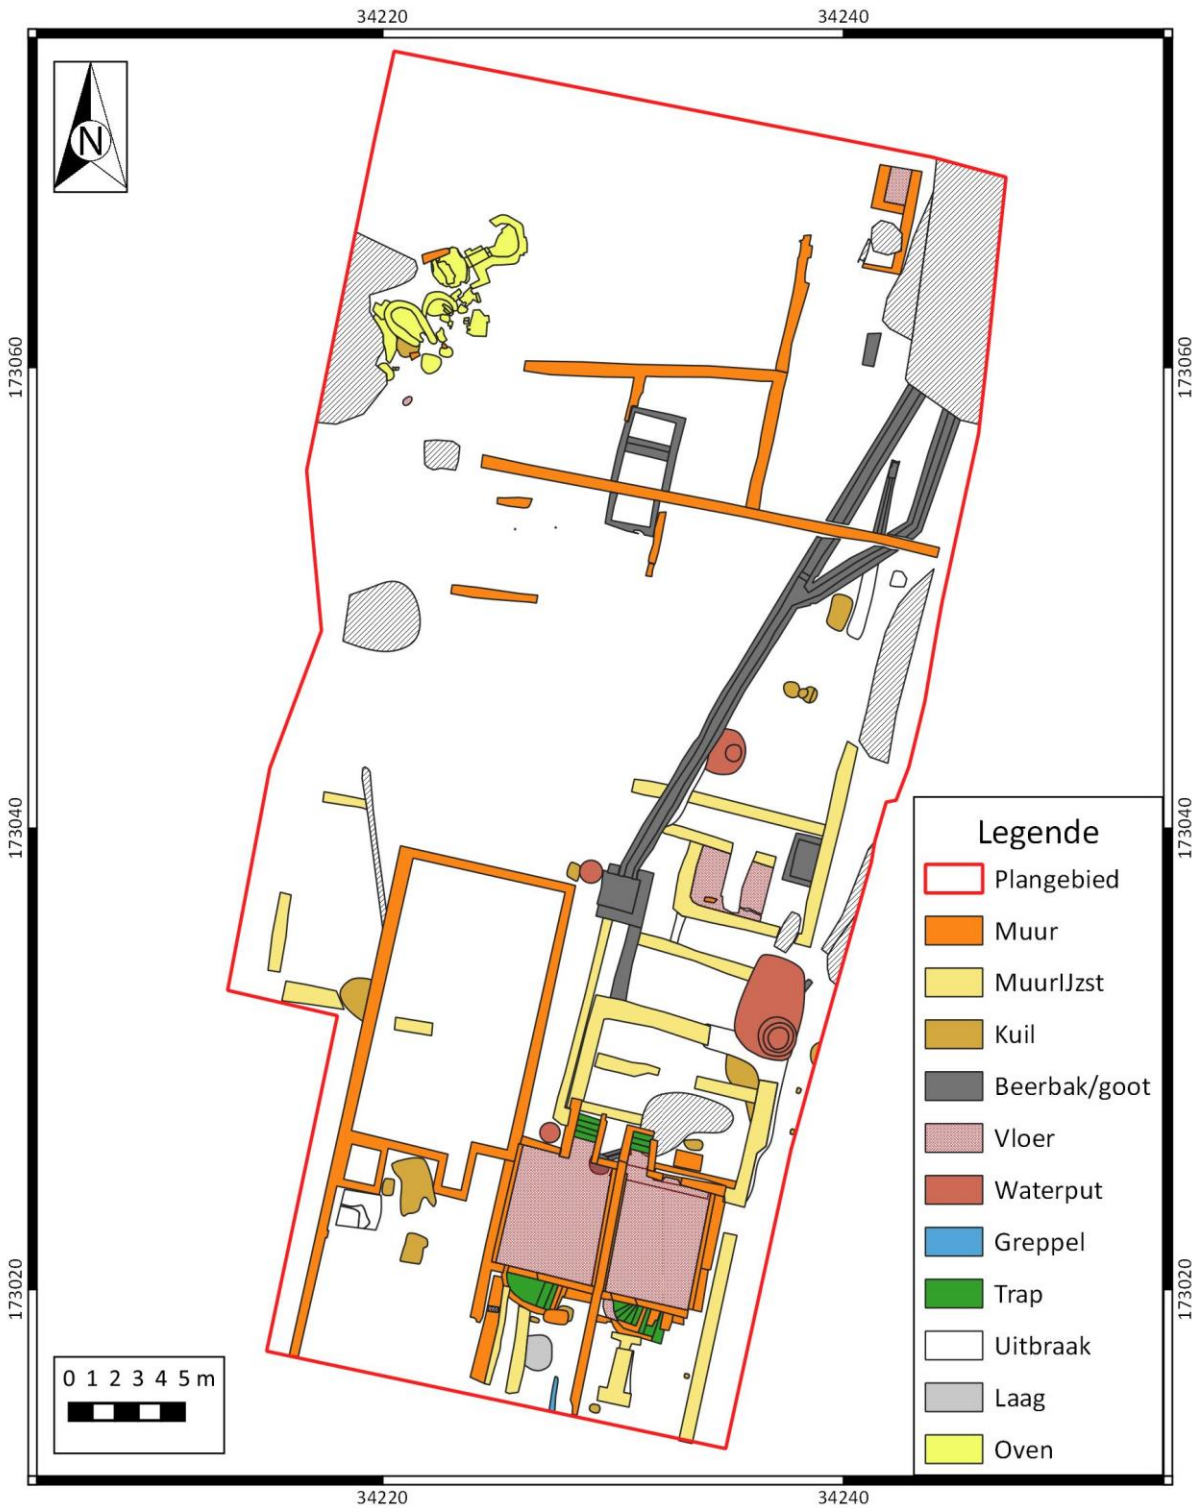 34220 34240
N
173060 173060
173040 173040
173020 173020
Legende
Plangebied
Muur
MuurIJzst
Kuil
Beerbak/goot
Vloer
Waterput
Greppel
Trap
Uitbraak
Laag
Oven
0 1 2 3 4 5 m
34220 34240